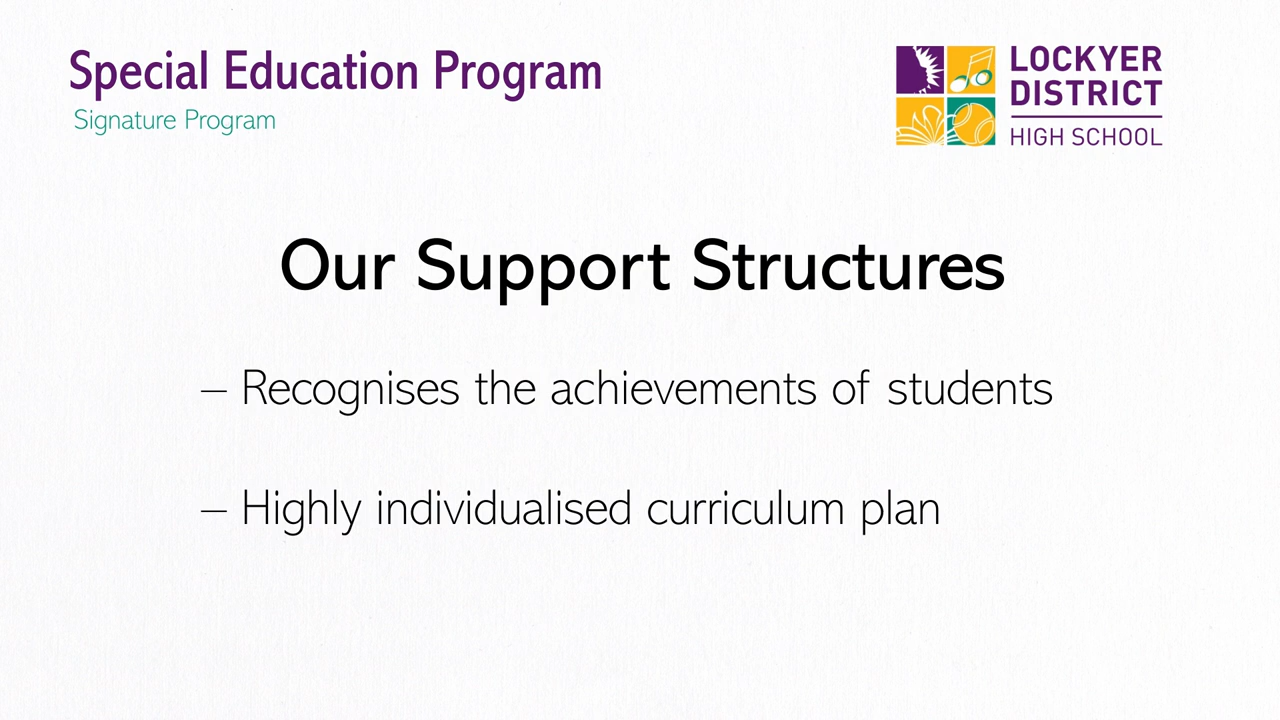 Special Education Program
Signature Program
LOCKYER
DISTRICT
HIGH SCHOOL
Our Support Structures
– Recognises the achievements of students
– Highly individualised curriculum plan